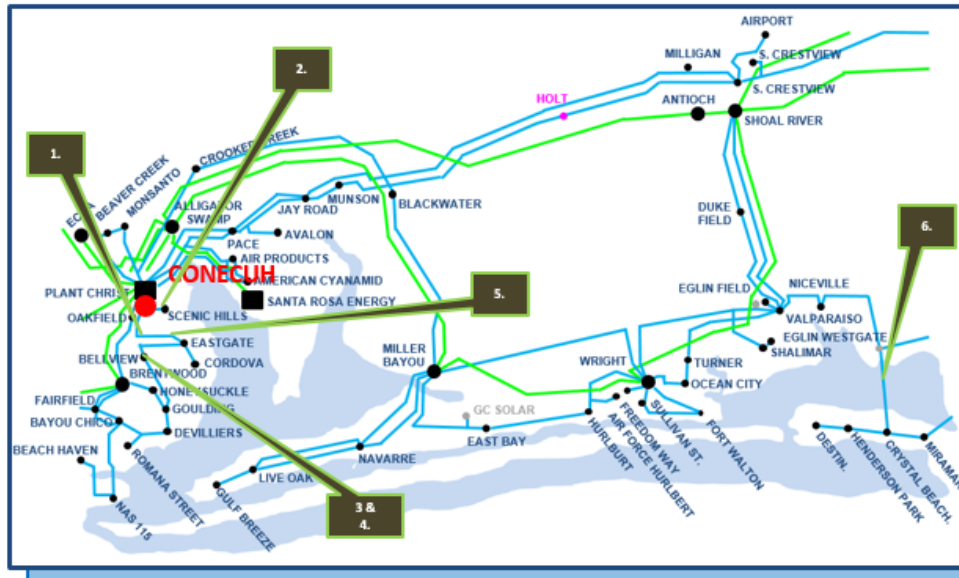 AIRPORT
MILLIGAN
S. CRESTVIEW
S. CRESTVIEW
HOLT
ANTIOCH
SHOAL RIVER
2.
1.
CROOKED CREEK
BEAVER CREEK
MONSANTO
ALLIGATOR
SWAMP
JAY ROAD
MUNSON
BLACKWATER
PACE
AVALON
DUKE
FIELD
6.
AIR PRODUCTS
CONECUH
AMERICAN CYANAMID
PLANT CHRIST
SANTA ROSA ENERGY
5.
EGLIN FIELD
NICEVILLE
OAKFIELD
SCENIC HILLS
VALPARAISO
EASTGATE
EGLIN WESTGATE
SHALIMAR
BELLVIEW
CORDOVA
MILLER
BAYOU
WRIGHT
TURNER
BRENTWOOD
OCEAN CITY
HONEYSUCKLE
FAIRFIELD
GOULDING
GC SOLAR
BAYOU CHICO
DEVILLIERS
EAST BAY
HURLBURT
FREEDOM WAY
AIR FORCE HURLBERT
SULLIVAN ST.
FORT WALTON
DESTIN.
HENDERSON PARK
CRYSTAL BEACH.
MIRAMAR
BEACH HAVEN
ROMANA STREET
NAVARRE
LIVE OAK
GULF BREEZE
NAS 115
3 &
4.